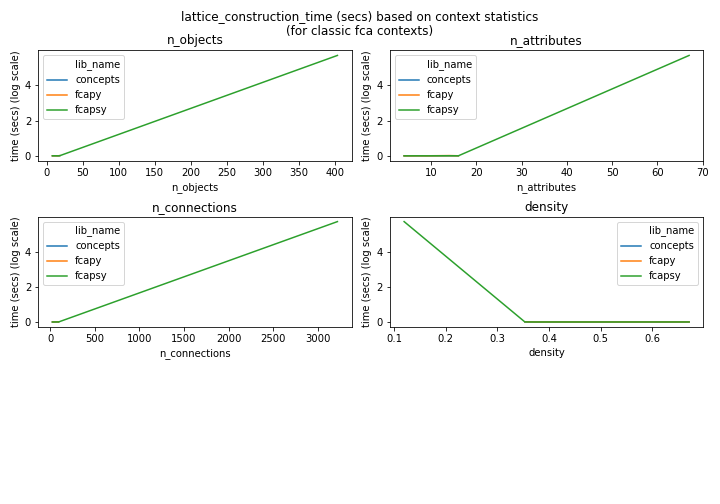 lattice_construction_time (secs) based on context statistics
(for classic fca contexts)
n_objects
time (secs) (log scale)
4
2
0
lib_name
concepts
fcapy
fcapsy
0 50 100 150 200 250 300 350 400
n_objects
n_attributes
time (secs) (log scale)
4
2
0
lib_name
concepts
fcapy
fcapsy
10 20 30 40 50 60 70
n_attributes
n_connections
time (secs) (log scale)
4
2
0
lib_name
concepts
fcapy
fcapsy
0 500 1000 1500 2000 2500 3000
n_connections
density
time (secs) (log scale)
4
2
0
lib_name
concepts
fcapy
fcapsy
0.1 0.2 0.3 0.4 0.5 0.6
density